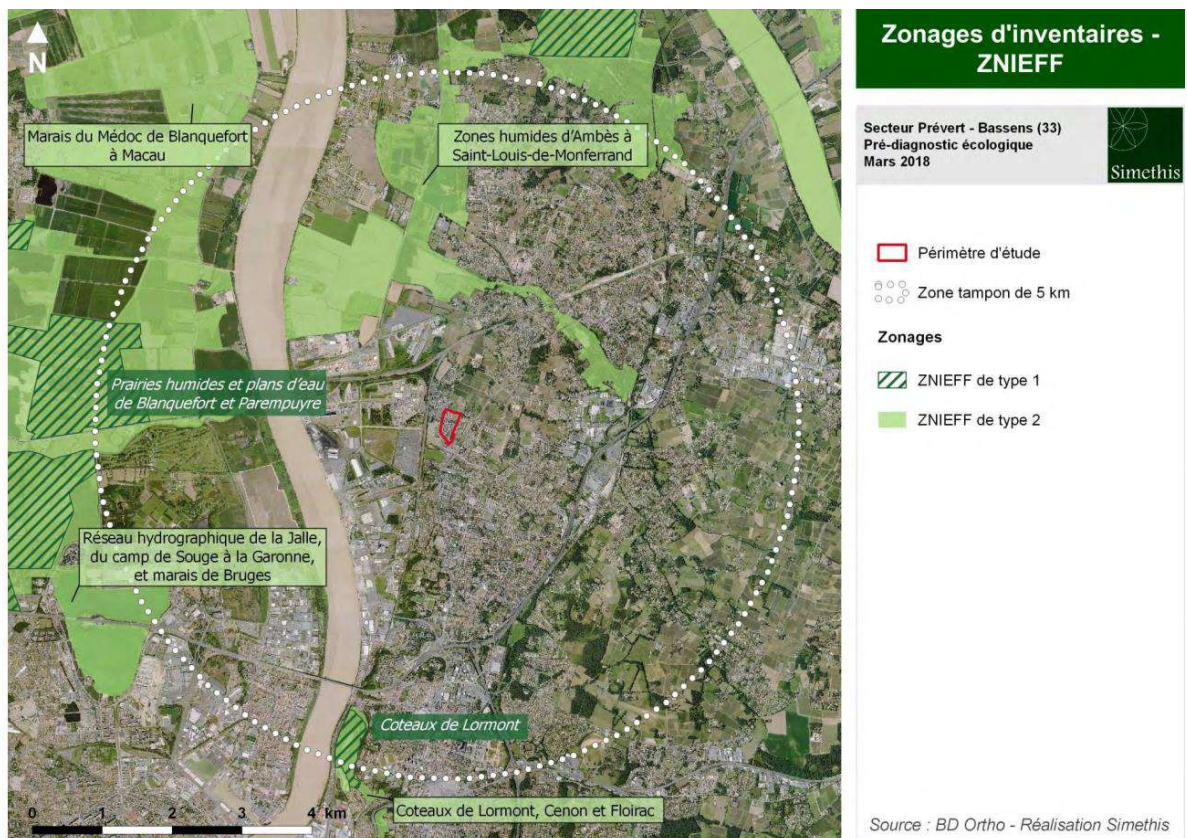 N
Marais du Médoc de Blanquefort
à Macau
Zones humides d'Ambès à
Saint-Louis-de-Monferrand
Prairies humides et plans d'eau
de Blanquefort et Parempuyre
Réseau hydrographique de la Jalle,
du camp de Souge à la Garonne,
et marais de Bruges
Coteaux de Lormont
Coteaux de Lormont, Cenon et Floirac
0 1 2 3 4 km
Zonages d'inventaires -
ZNIEFF
Secteur Prévert - Bassens (33)
Pré-diagnostic écologique
Mars 2018
Simethis
Périmètre d'étude
Zone tampon de 5 km
Zonages
ZNIEFF de type 1
ZNIEFF de type 2
Source : BD Ortho - Réalisation Simethis